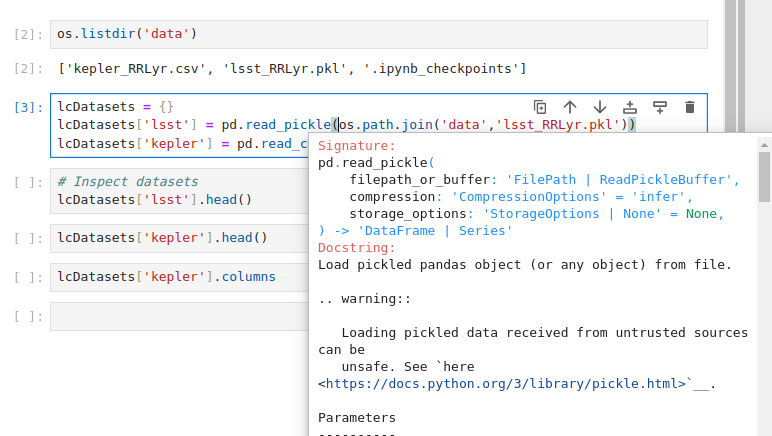 [2]: os.listdir('data')
[2]: ['kepler_RRLyr.csv', 'lsst_RRLyr.pkl', '.ipynb_checkpoints']
[3]: lcDatasets = {}
lcDatasets['lsst'] = pd.read_pickle(os.path.join('data','lsst_RRLyr.pkl'))
lcDatasets['kepler'] = pd.read_c
Signature:
pd.read_pickle(
    filepath_or_buffer: 'FilePath | ReadPickleBuffer',
    compression: 'CompressionOptions' = 'infer',
    storage_options: 'StorageOptions | None' = None,
) -> 'DataFrame | Series'
Docstring:
Load pickled pandas object (or any object) from file.
.. warning::
   Loading pickled data received from untrusted sources
can be
   unsafe. See `here
<https://docs.python.org/3/library/pickle.html>`__.
Parameters
----------
[ ]: # Inspect datasets
lcDatasets['lsst'].head()
[ ]: lcDatasets['kepler'].head()
[ ]: lcDatasets['kepler'].columns
[ ]: